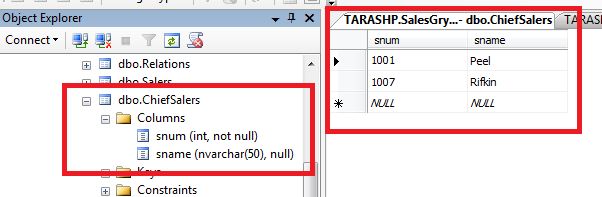 Object Explorer
Connect
dbo.Relations
dbo.Salers
dbo.ChiefSalers
Columns
snum (int, not null)
sname (nvarchar(50), null)
Keys
Constraints
TARASHP.SalesGry...- dbo.ChiefSalers
snum sname
1001 Peel
1007 Rifkin
NULL NULL